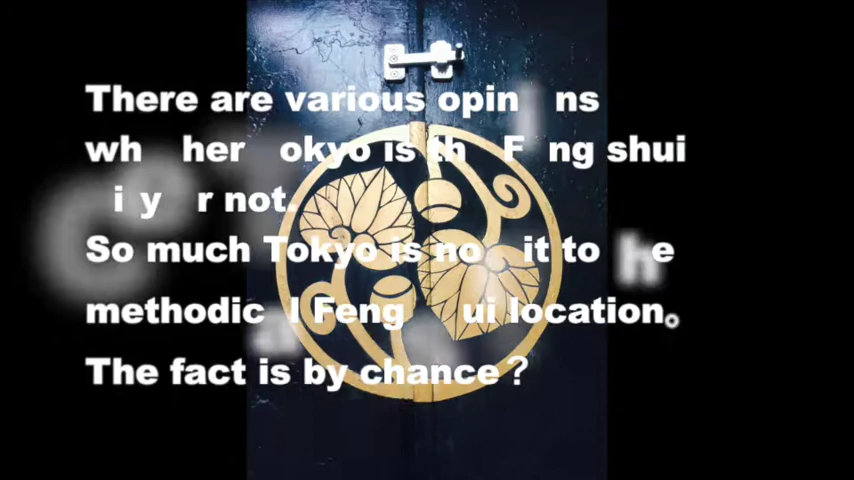 There are various opin ns
wh her okyo is th F ng shui
i y r not.
So much Tokyo is no it to he
methodic l Feng ui location。
The fact is by chance？